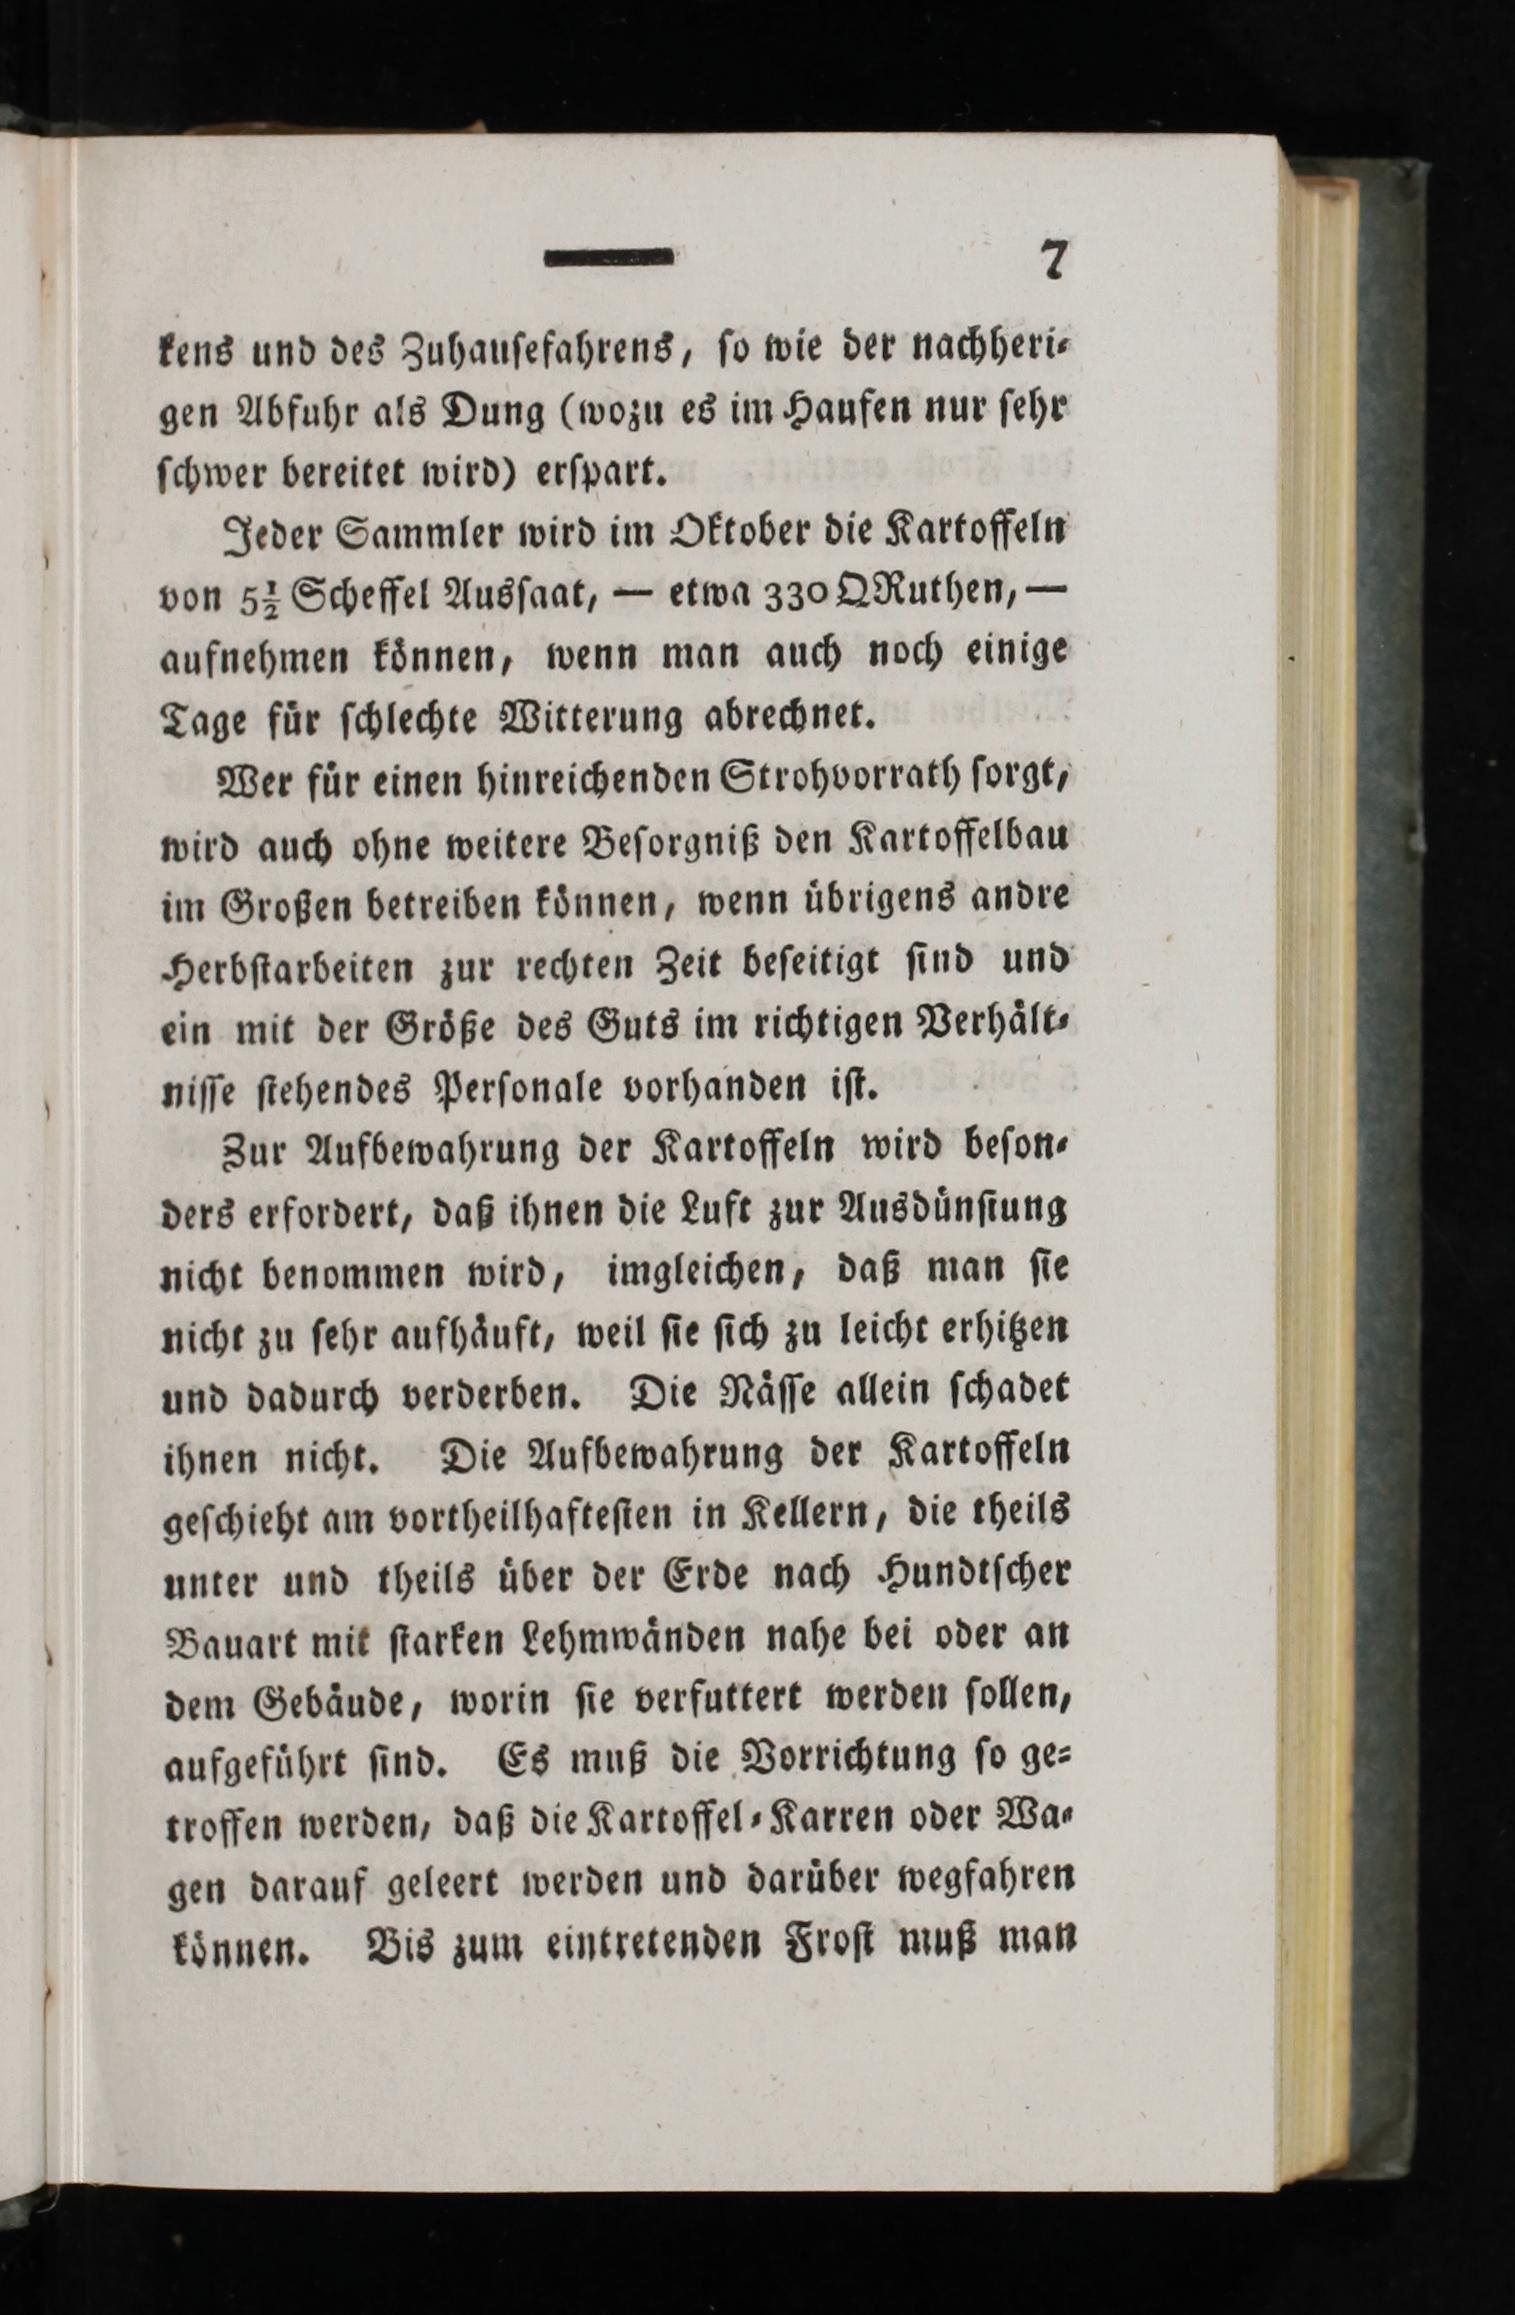 7
kens und des Zuhauſefahrens, ſo wie der nachheri⸗
gen Abfuhr als Dung (wozu es im Haufen nur ſehr
ſchwer bereitet wird) erſpart.
Jeder Sammler wird im Oktober die Kartoffeln
von 5½ Scheffel Ausſaat, — etwa 330 QRuthen, —
aufnehmen können, wenn man auch noch einige
Tage für ſchlechte Witterung abrechnet.
Wer für einen hinreichenden Strohvorrath ſorgt,
wird auch ohne weitere Beſorgniß den Kartoffelbau
im Großen betreiben können, wenn übrigens andre
Herbſtarbeiten zur rechten Zeit beſeitigt ſind und
ein mit der Größe des Guts im richtigen Verhält⸗
niſſe ſtehendes Perſonale vorhanden iſt.
Zur Aufbewahrung der Kartoffeln wird beſon⸗
ders erfordert, daß ihnen die Luft zur Ausdünſtung
nicht benommen wird, imgleichen, daß man ſie
nicht zu ſehr aufhäuft, weil ſie ſich zu leicht erhitzen
und dadurch verderben. Die Näſſe allein ſchadet
ihnen nicht. Die Aufbewahrung der Kartoffeln
geſchieht am vortheilhafteſten in Kellern, die theils
unter und theils über der Erde nach Hundtſcher
Bauart mit ſtarken Lehmwänden nahe bei oder an
dem Gebäude, worin ſie verfuttert werden ſollen,
aufgeführt ſind. Es muß die Vorrichtung ſo ge⸗
troffen werden, daß die Kartoffel⸗Karren oder Wa⸗
gen darauf geleert werden und darüber wegfahren
können. Bis zum eintretenden Froſt muß man